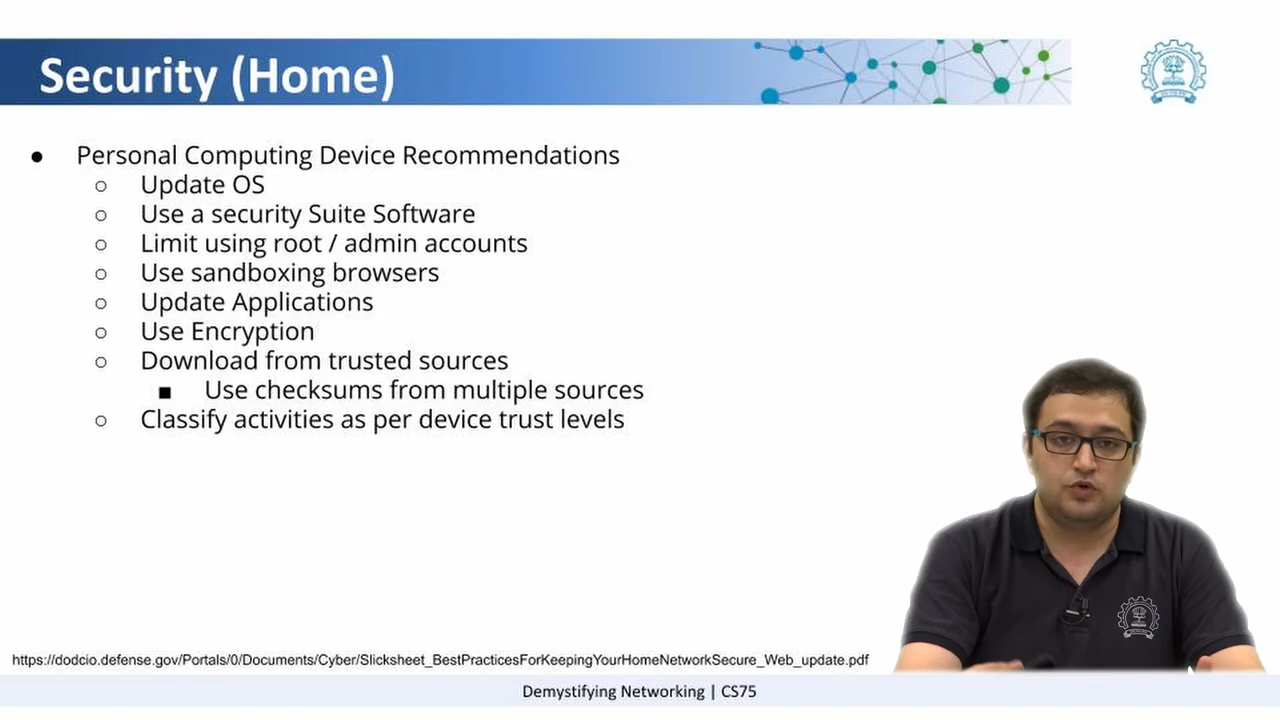 Security (Home)
● Personal Computing Device Recommendations
○ Update OS
○ Use a security Suite Software
○ Limit using root / admin accounts
○ Use sandboxing browsers
○ Update Applications
○ Use Encryption
○ Download from trusted sources
■ Use checksums from multiple sources
○ Classify activities as per device trust levels
https://dodcio.defense.gov/Portals/0/Documents/Cyber/Slicksheet_BestPracticesForKeepingYourHomeNetworkSecure_Web_update.pdf
Demystifying Networking | CS75